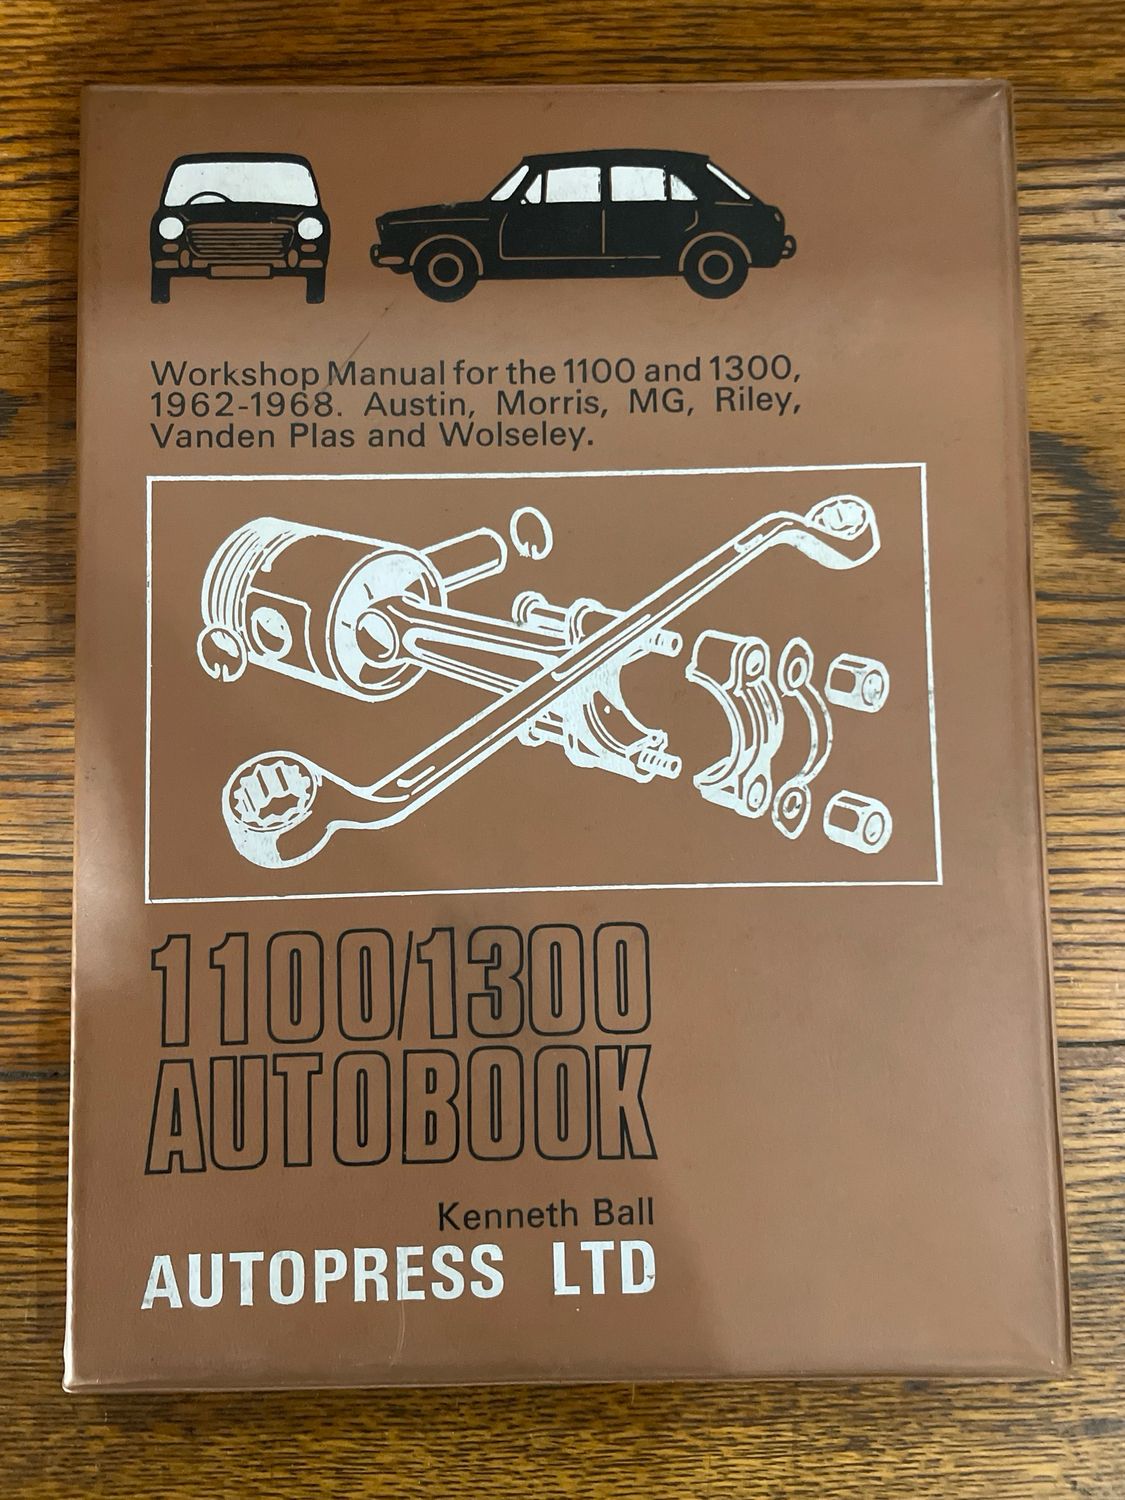 Workshop Manual for the 1100 and 1300,
1962-1968. Austin, Morris, MG, Riley,
Vanden Plas and Wolseley.
1100/1300
AUTOBOOK
Kenneth Ball
AUTOPRESS LTD